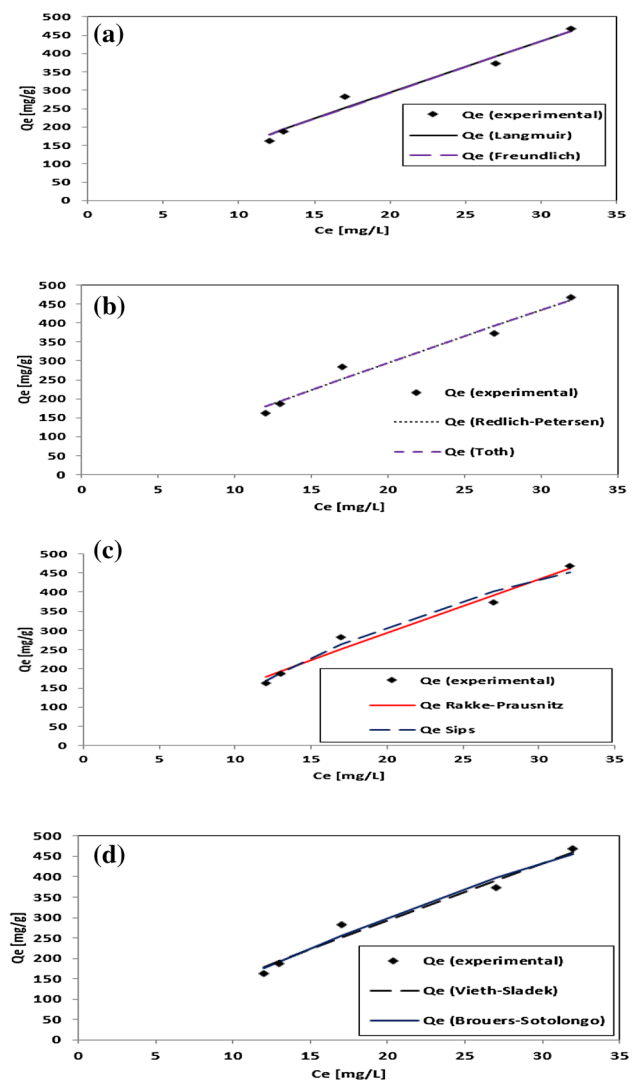 (a)
500
450
400
350
300
250
200
150
100
50
0
Qe [mg/g]
Qe (experimental)
Qe (Langmuir)
Qe (Freundlich)
0 5 10 15 20 25 30 35
Ce [mg/L]
(b)
500
450
400
350
300
250
200
150
100
50
0
Qe [mg/g]
Qe (experimental)
Qe (Redlich-Petersen)
Qe (Toth)
0 5 10 15 20 25 30 35
Ce [mg/L]
(c)
500
450
400
350
300
250
200
150
100
50
0
Qe [mg/g]
Qe (experimental)
Qe Rakke-Prausnitz
Qe Sips
0 5 10 15 20 25 30 35
Ce [mg/L]
(d)
500
450
400
350
300
250
200
150
100
50
0
Qe [mg/g]
Qe (experimental)
Qe (Vieth-Sladek)
Qe (Brouers-Sotolongo)
0 5 10 15 20 25 30 35
Ce [mg/L]